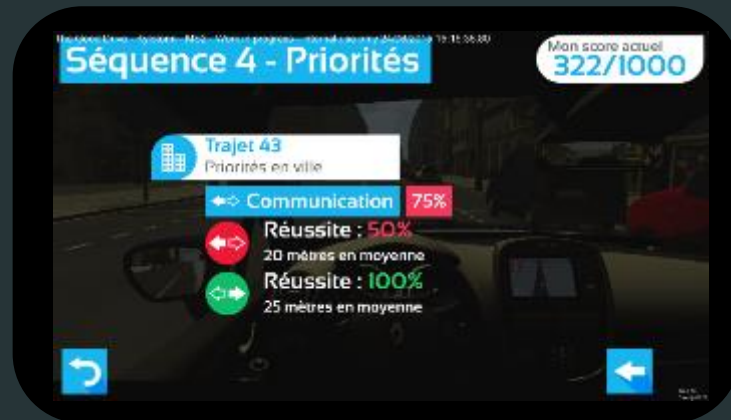 Séquence 4 - Priorités
Mon score actuel
322/1000
Trajet 43
Priorités en ville
Communication 75%
Réussite : 50%
20 mètres en moyenne
Réussite : 100%
25 mètres en moyenne